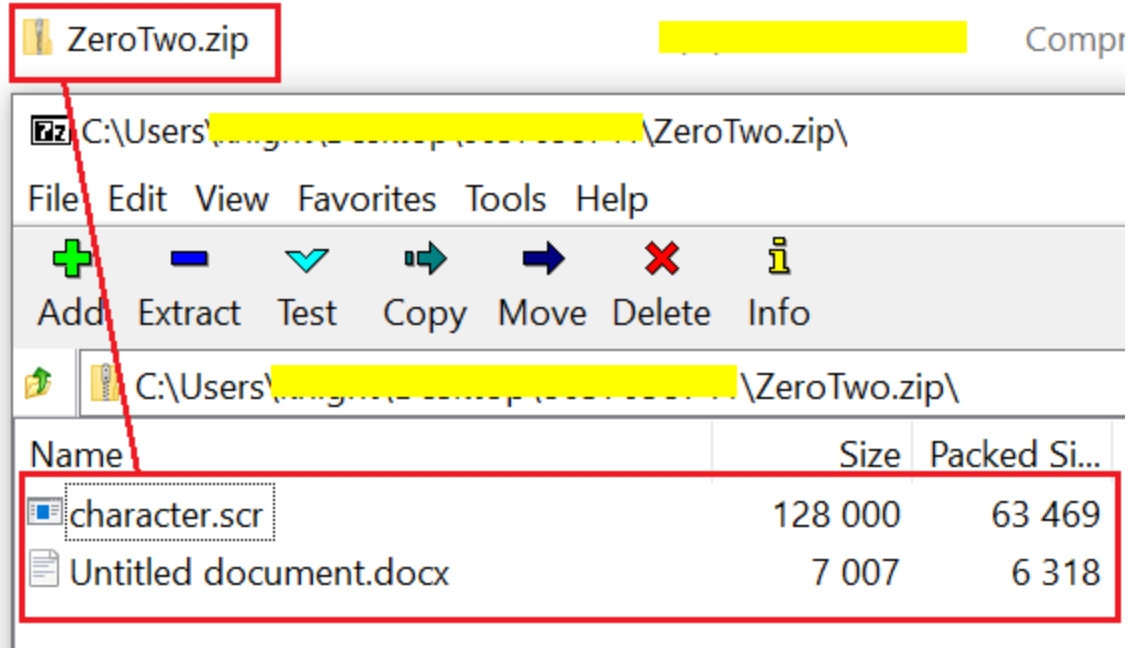 ZeroTwo.zip
C:\Users\ \ZeroTwo.zip\
File Edit View Favorites Tools Help
Add Extract Test Copy Move Delete Info
C:\Users\ \ZeroTwo.zip\
Name Size Packed Si...
character.scr 128 000 63 469
Untitled document.docx 7 007 6 318